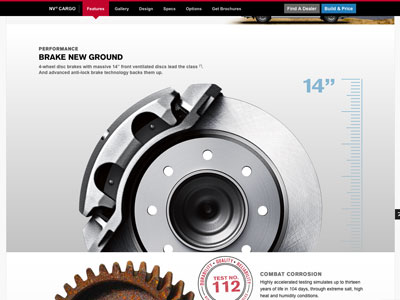 NV® CARGO Features Gallery Design Specs Options Get Brochures Find A Dealer Build & Price
PERFORMANCE
BRAKE NEW GROUND
4-wheel disc brakes with massive 14" front ventilated discs lead the class
And advanced anti-lock brake technology backs them up.
14”
DURABILITY • QUALITY • RELIABILITY
TEST NO.
112
COMBAT CORROSION
Highly accelerated testing simulates up to thirteen
years of life in 104 days, through extreme salt, high
heat and humidity conditions.